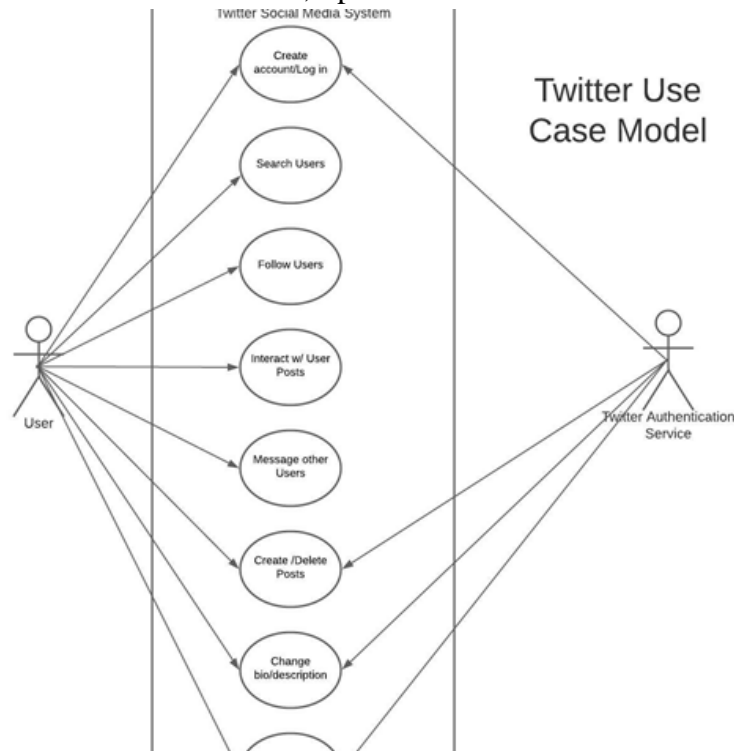 Twitter Social Media System
Create
account/Log in
Twitter Use
Case Model
Search Users
Follow Users
Interact w/ User
Posts
User
Twitter Authentication
Service
Message other
Users
Create /Delete
Posts
Change
bio/description